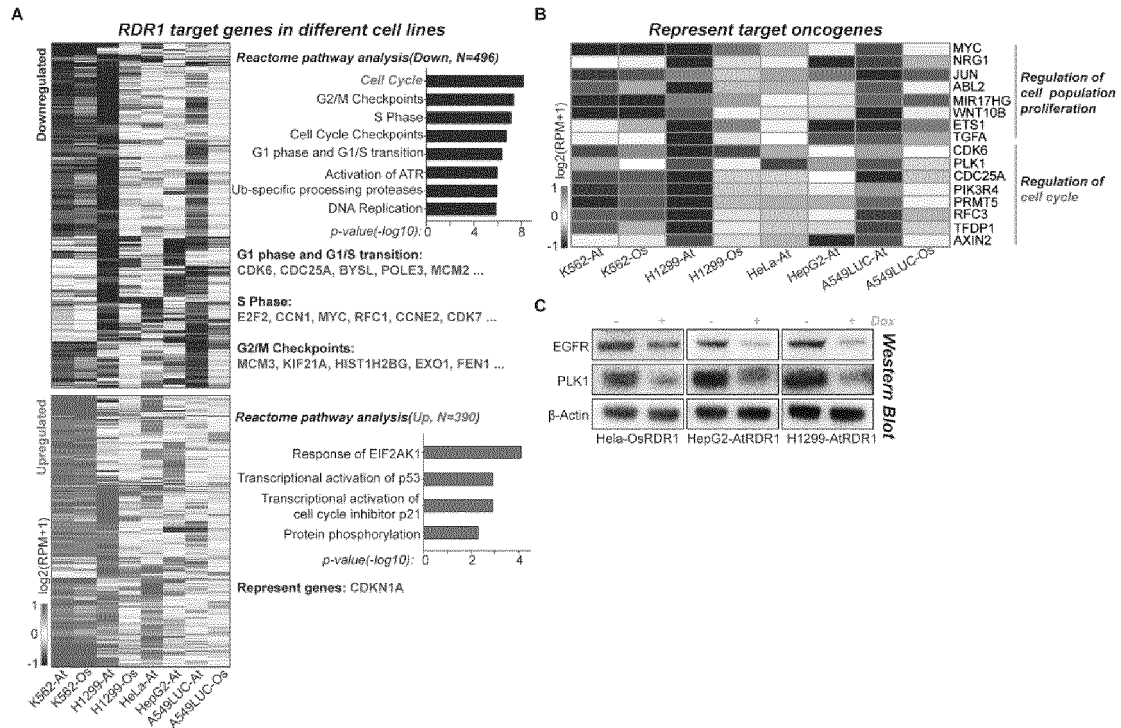 A
RDR1 target genes in different cell lines
Downregulated
Reactome pathway analysis(Down, N=496)
Cell Cycle
G2/M Checkpoints
S Phase
Cell Cycle Checkpoints
G1 phase and G1/S transition
Activation of ATR
Ub-specific processing proteases
DNA Replication
0 2 4 6 8
p-value(-log10):
G1 phase and G1/S transition:
CDK6, CDC25A, BYSL, POLE3, MCM2 ...
S Phase:
E2F2, CCN1, MYC, RFC1, CCNE2, CDK7 ...
G2/M Checkpoints:
MCM3, KIF21A, HIST1H2BG, EXO1, FEN1 ...
Upregulated
Reactome pathway analysis(Up, N=390)
Response of EIF2AK1
Transcriptional activation of p53
Transcriptional activation of
cell cycle inhibitor p21
Protein phosphorylation
0 2 4
p-value(-log10):
Represent genes: CDKN1A
log2(RPM+1)
1
0
-1
K562-At
K562-Os
H1299-At
H1299-Os
HeLa-At
HepG2-At
A549LUC-At
A549LUC-Os
B
Represent target oncogenes
log2(RPM+1)
1
-1
MYC
NRG1
JUN
ABL2
MIR17HG
WNT10B
ETS1
TGFA
CDK6
PLK1
CDC25A
PIK3R4
PRMT5
RFC3
TFDP1
AXIN2
Regulation of
cell population
proliferation
Regulation of
cell cycle
K562-At
K562-Os
H1299-At
H1299-Os
HeLa-At
HepG2-At
A549LUC-At
A549LUC-Os
C
- + - + - + Dox
EGFR
PLK1
β-Actin
Hela-OsRDR1 HepG2-AtRDR1 H1299-AtRDR1
Western Blot